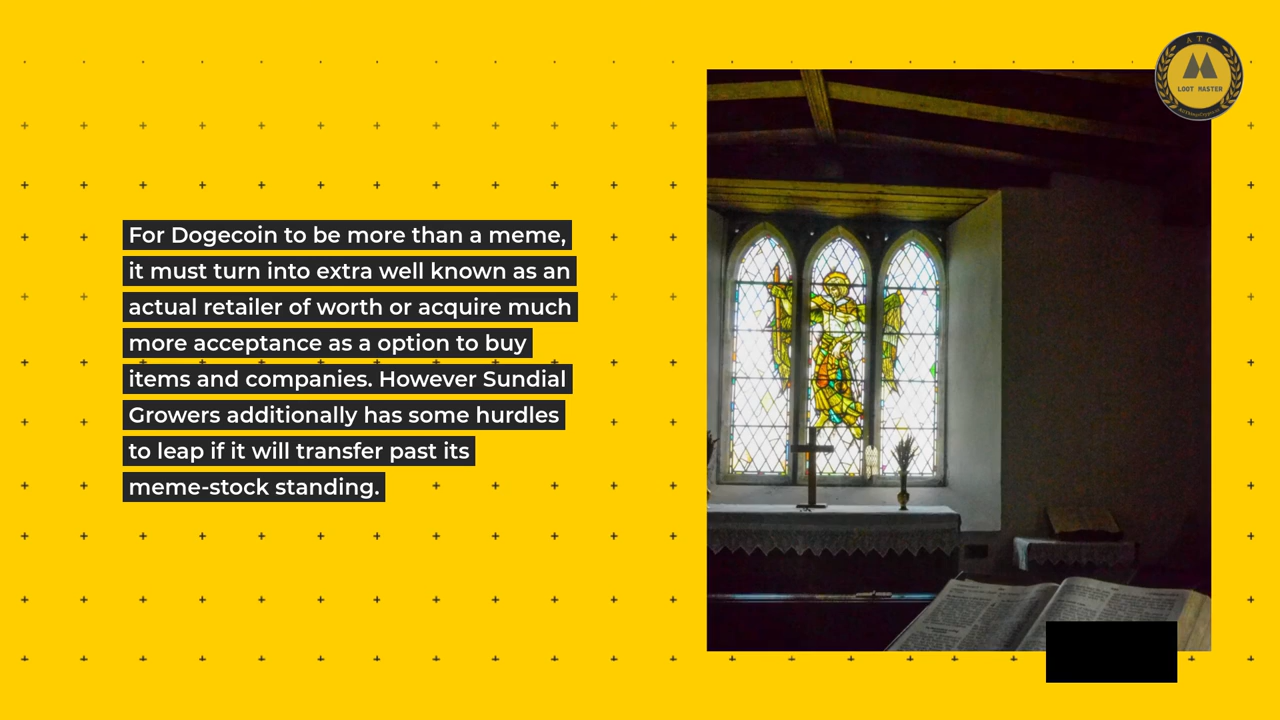 For Dogecoin to be more than a meme,
it must turn into extra well known as an
actual retailer of worth or acquire much
more acceptance as a option to buy
items and companies. However Sundial
Growers additionally has some hurdles
to leap if it will transfer past its
meme-stock standing.
ATC
LOOT MASTER